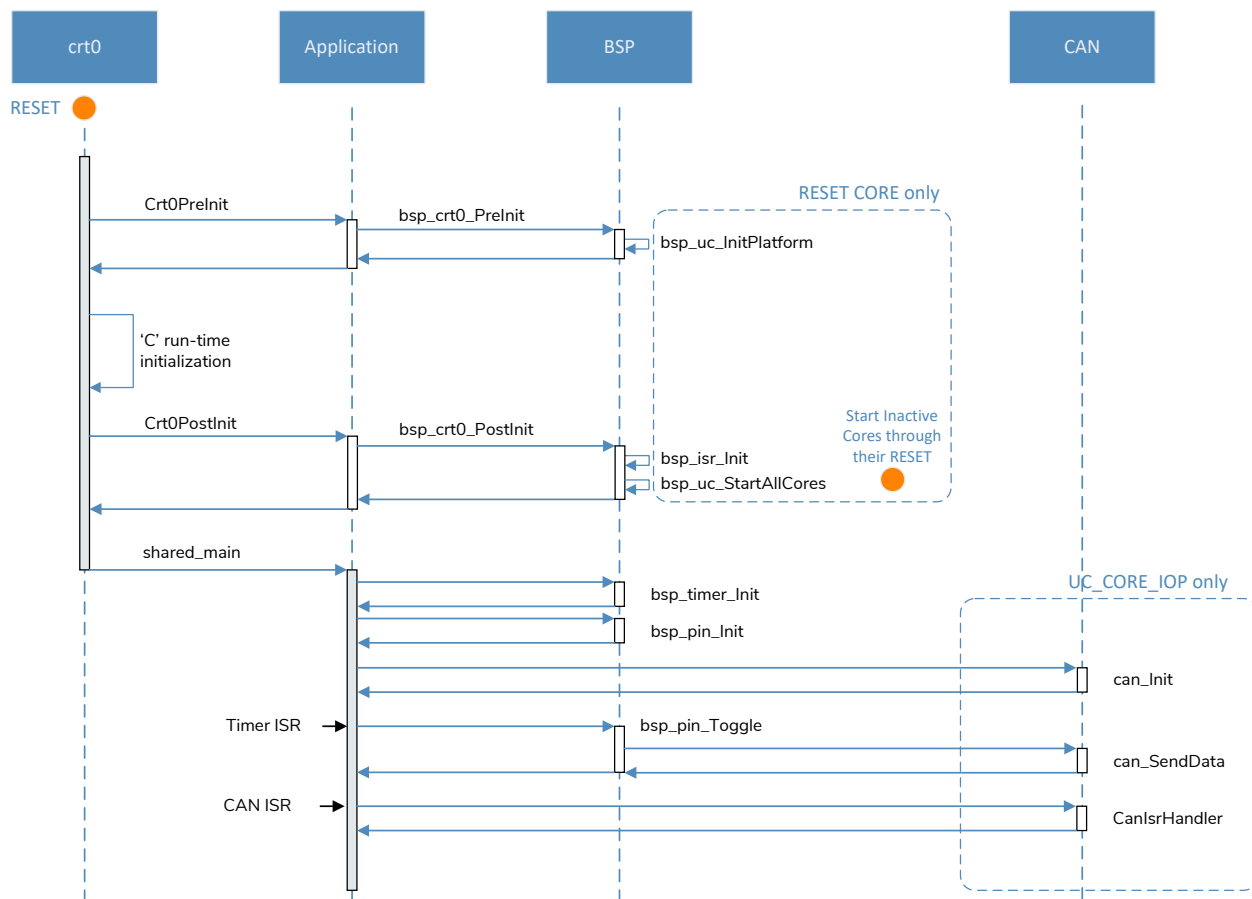 crt0
Application
BSP
CAN
RESET
RESET CORE only
Crt0PreInit
bsp_crt0_PreInit
bsp_uc_InitPlatform
‘C’ run-time
initialization
Crt0PostInit
bsp_crt0_PostInit
Start Inactive
Cores through
their RESET
bsp_isr_Init
bsp_uc_StartAllCores
shared_main
UC_CORE_IOP only
bsp_timer_Init
bsp_pin_Init
can_Init
Timer ISR
bsp_pin_Toggle
can_SendData
CAN ISR
CanIsrHandler